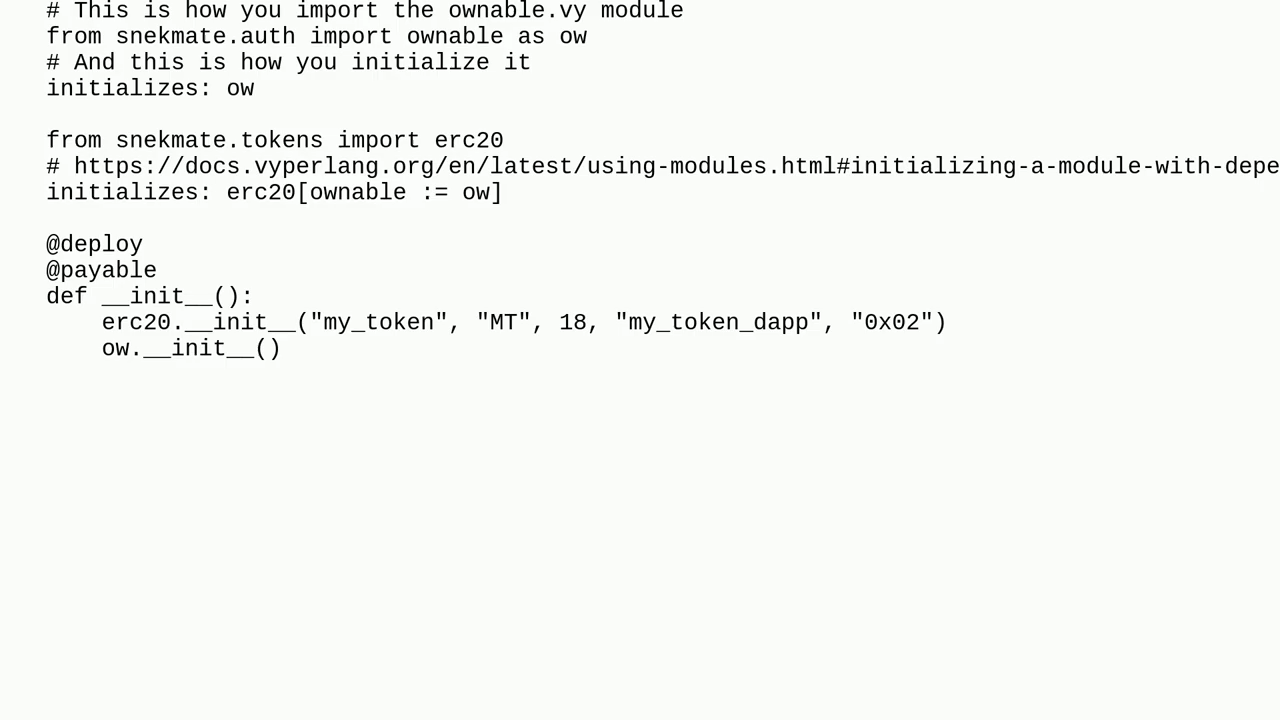 # This is how you import the ownable.vy module
from snekmate.auth import ownable as ow
# And this is how you initialize it
initializes: ow
from snekmate.tokens import erc20
# https://docs.vyperlang.org/en/latest/using-modules.html#initializing-a-module-with-depe
initializes: erc20[ownable := ow]
@deploy
@payable
def __init__():
    erc20.__init__("my_token", "MT", 18, "my_token_dapp", "0x02")
    ow.__init__()